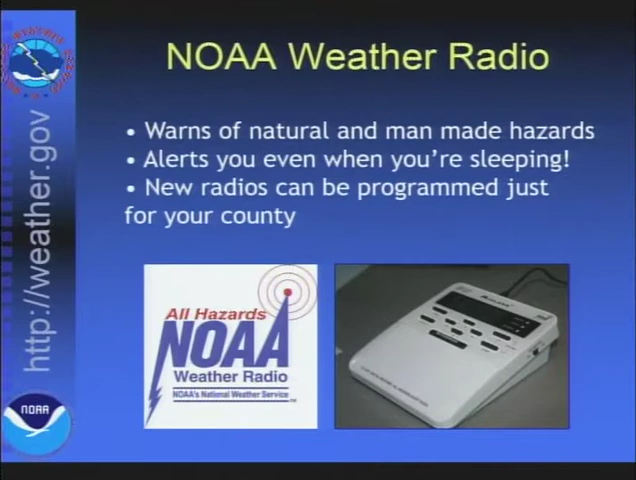 NOAA Weather Radio
• Warns of natural and man made hazards
• Alerts you even when you're sleeping!
• New radios can be programmed just
for your county
http://weather.gov
NOAA
All Hazards
NOAA
Weather Radio
NOAA's National Weather Service